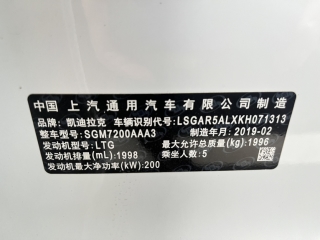 中国 上汽通用汽车有限公司 制造
品牌：凯迪拉克 车辆识别代号：LSGAR5ALXKH071313
整车型号：SGM7200AAA3 制造年月：2019-02
发动机型号：LTG 最大允许总质量(kg)：1996
发动机排量(mL)：1998 乘坐人数：5
发动机最大净功率(kW)：200